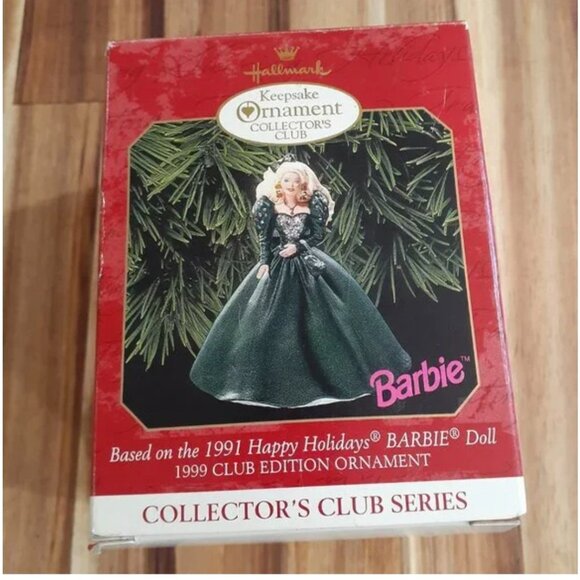 Hallmark
Keepsake
Ornament
COLLECTOR'S
CLUB
Barbie™
Based on the 1991 Happy Holidays® BARBIE® Doll
1999 CLUB EDITION ORNAMENT
COLLECTOR'S CLUB SERIES